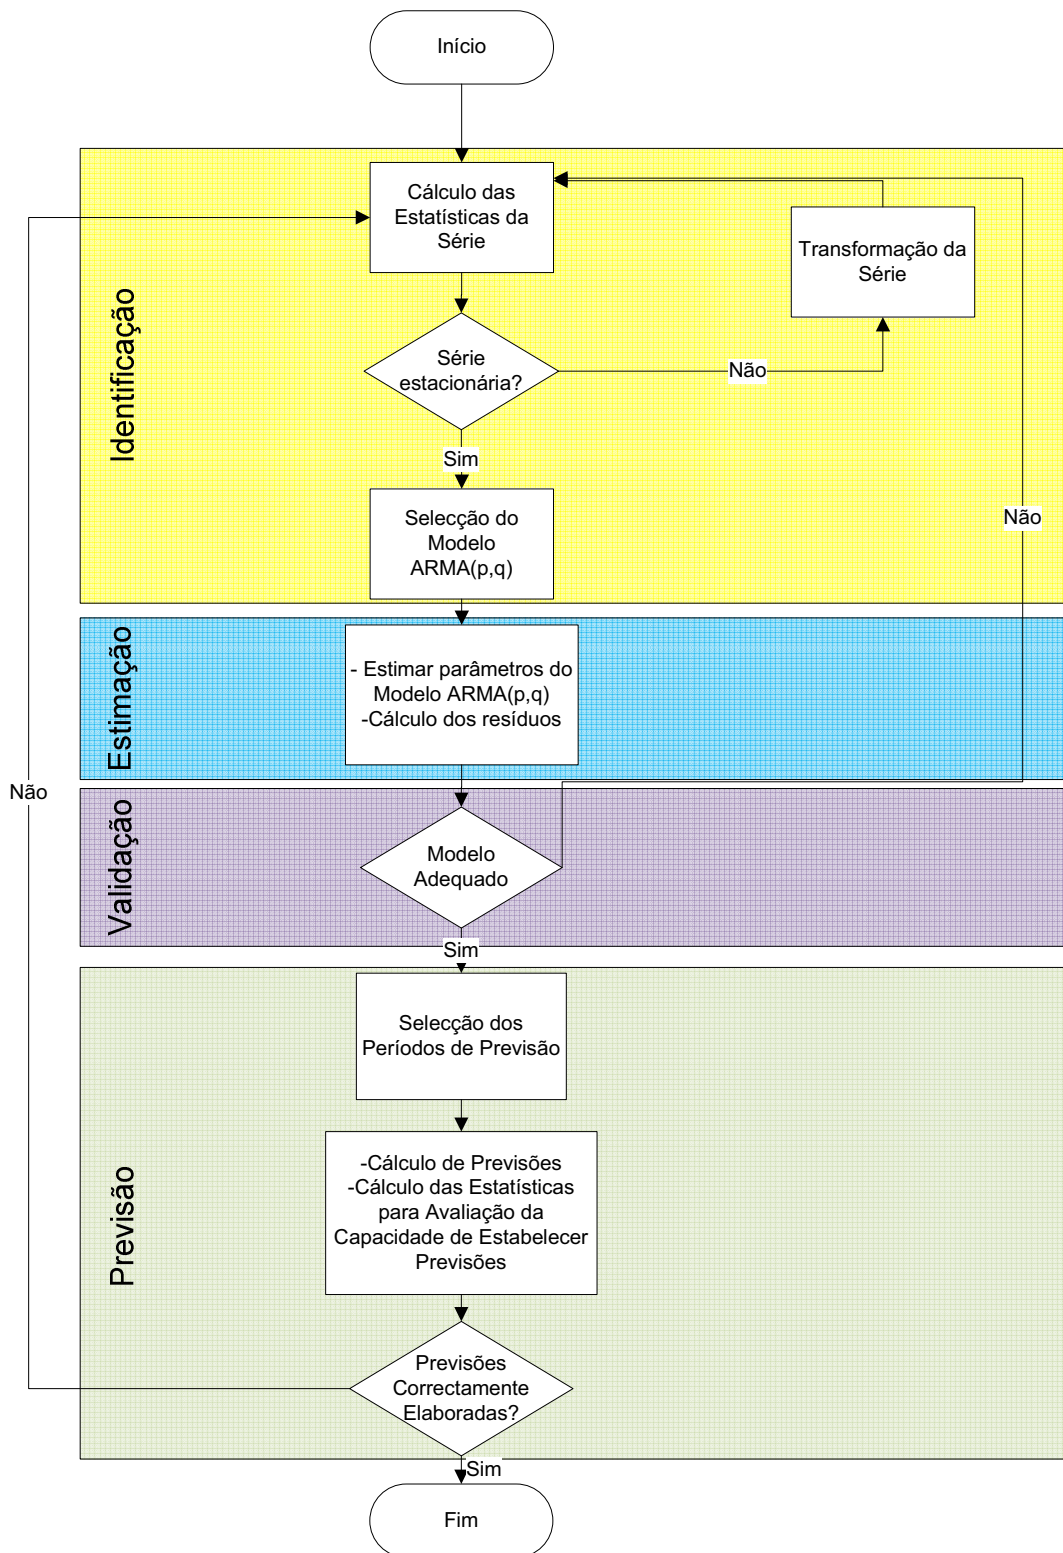 Início
Identificação
Cálculo das
Estatísticas da
Série
Transformação da
Série
Série
estacionária?
Não
Sim
Selecção do
Modelo
ARMA(p,q)
Não
Estimação
- Estimar parâmetros do
Modelo ARMA(p,q)
-Cálculo dos resíduos
Não
Validação
Modelo
Adequado
Sim
Previsão
Selecção dos
Períodos de Previsão
-Cálculo de Previsões
-Cálculo das Estatísticas
para Avaliação da
Capacidade de Estabelecer
Previsões
Previsões
Correctamente
Elaboradas?
Sim
Fim